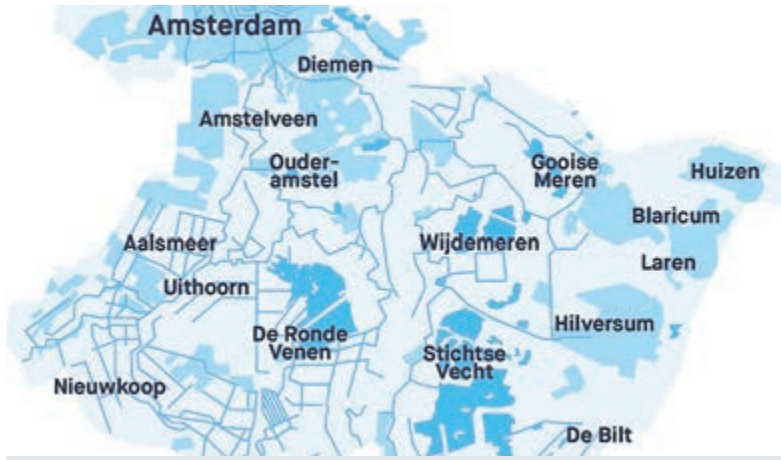 Amsterdam
Diemen
Amstelveen
Ouder-
amstel
Gooise
Meren
Huizen
Blaricum
Aalsmeer
Wijdemeren
Laren
Uithoorn
Hilversum
De Ronde
Venen
Stichtse
Vecht
Nieuwkoop
De Bilt